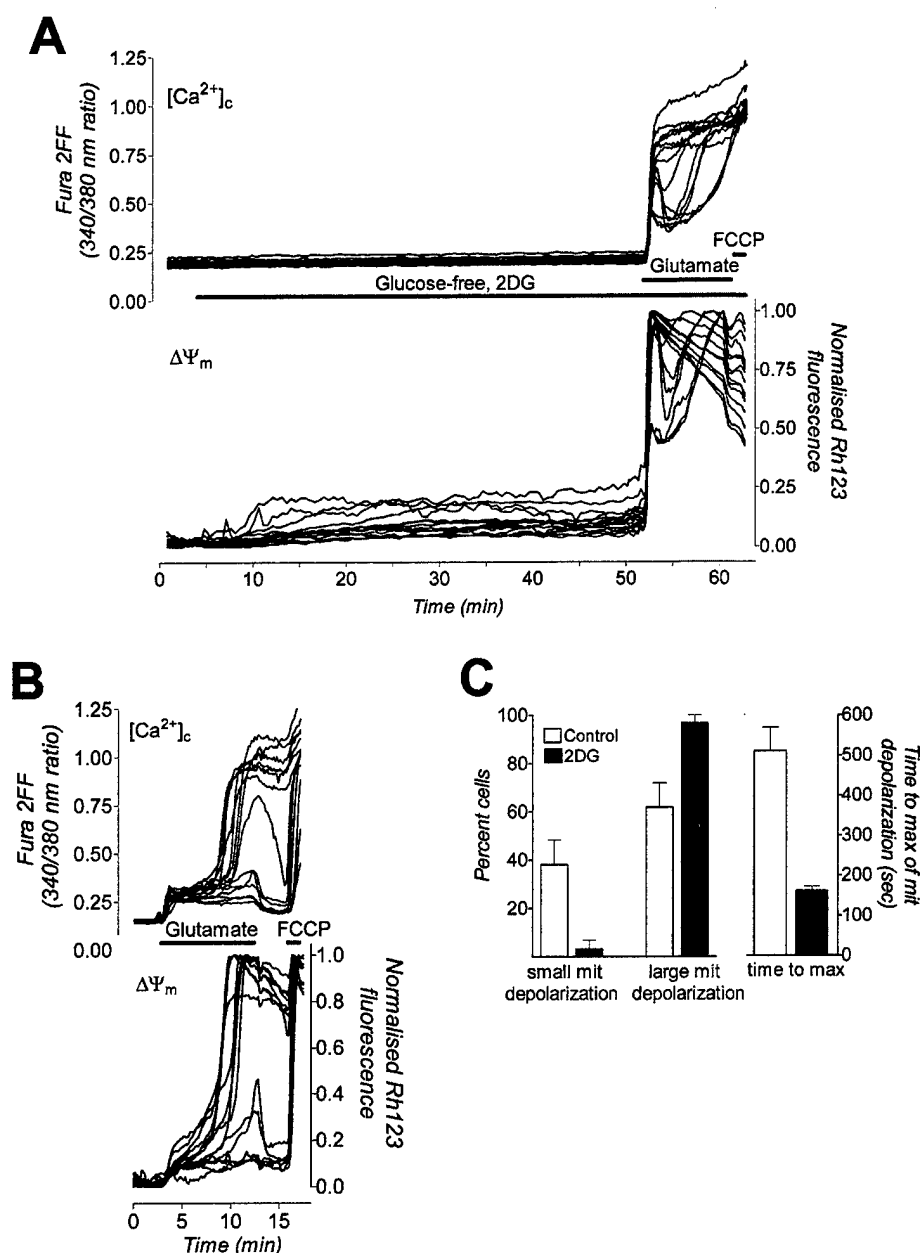 A
1.25
1.00
0.75
0.50
0.25
0.00
Fura 2FF
(340/380 nm ratio)
[Ca²⁺]c
FCCP
Glutamate
Glucose-free, 2DG
ΔΨm
1.00
0.75
0.50
0.25
0.00
Normalised Rh123
fluorescence
0 10 20 30 40 50 60
Time (min)
B
1.25
1.00
0.75
0.50
0.25
0.00
Fura 2FF
(340/380 nm ratio)
[Ca²⁺]c
Glutamate FCCP
ΔΨm
1.0
0.8
0.6
0.4
0.2
0.0
Normalised Rh123
fluorescence
0 5 10 15
Time (min)
C
100
80
60
40
20
Percent cells
Control
2DG
600
500
400
300
200
100
0
Time to max of mit
depolarization (sec)
small mit
depolarization
large mit
depolarization
time to max